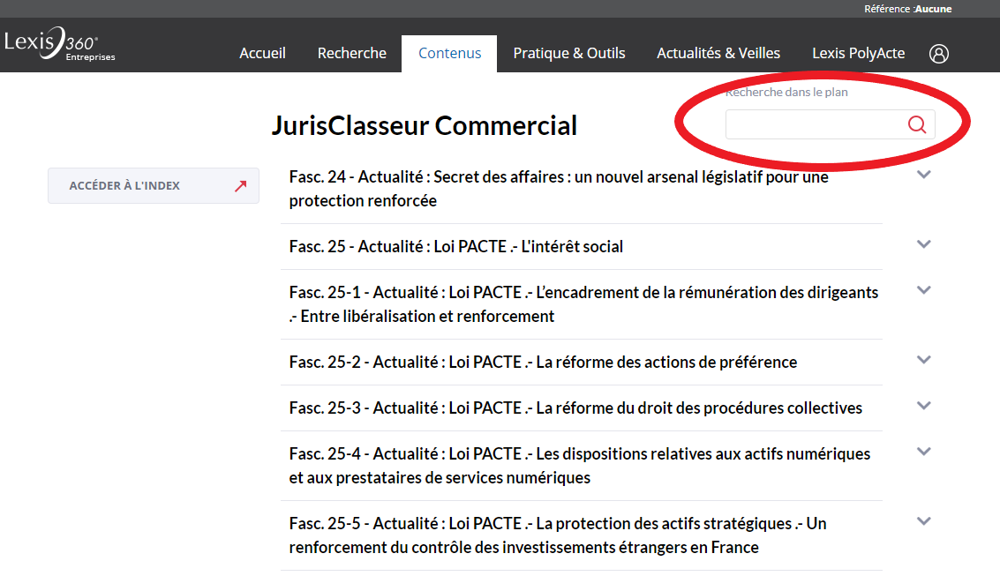 Référence :Aucune
Lexis 360®
Entreprises
Accueil Recherche Contenus Pratique & Outils Actualités & Veilles Lexis PolyActe
Recherche dans le plan
JurisClasseur Commercial
ACCÉDER À L'INDEX
Fasc. 24 - Actualité : Secret des affaires : un nouvel arsenal législatif pour une
protection renforcée
Fasc. 25 - Actualité : Loi PACTE .- L'intérêt social
Fasc. 25-1 - Actualité : Loi PACTE .- L’encadrement de la rémunération des dirigeants
.- Entre libéralisation et renforcement
Fasc. 25-2 - Actualité : Loi PACTE .- La réforme des actions de préférence
Fasc. 25-3 - Actualité : Loi PACTE .- La réforme du droit des procédures collectives
Fasc. 25-4 - Actualité : Loi PACTE .- Les dispositions relatives aux actifs numériques
et aux prestataires de services numériques
Fasc. 25-5 - Actualité : Loi PACTE .- La protection des actifs stratégiques .- Un
renforcement du contrôle des investissements étrangers en France